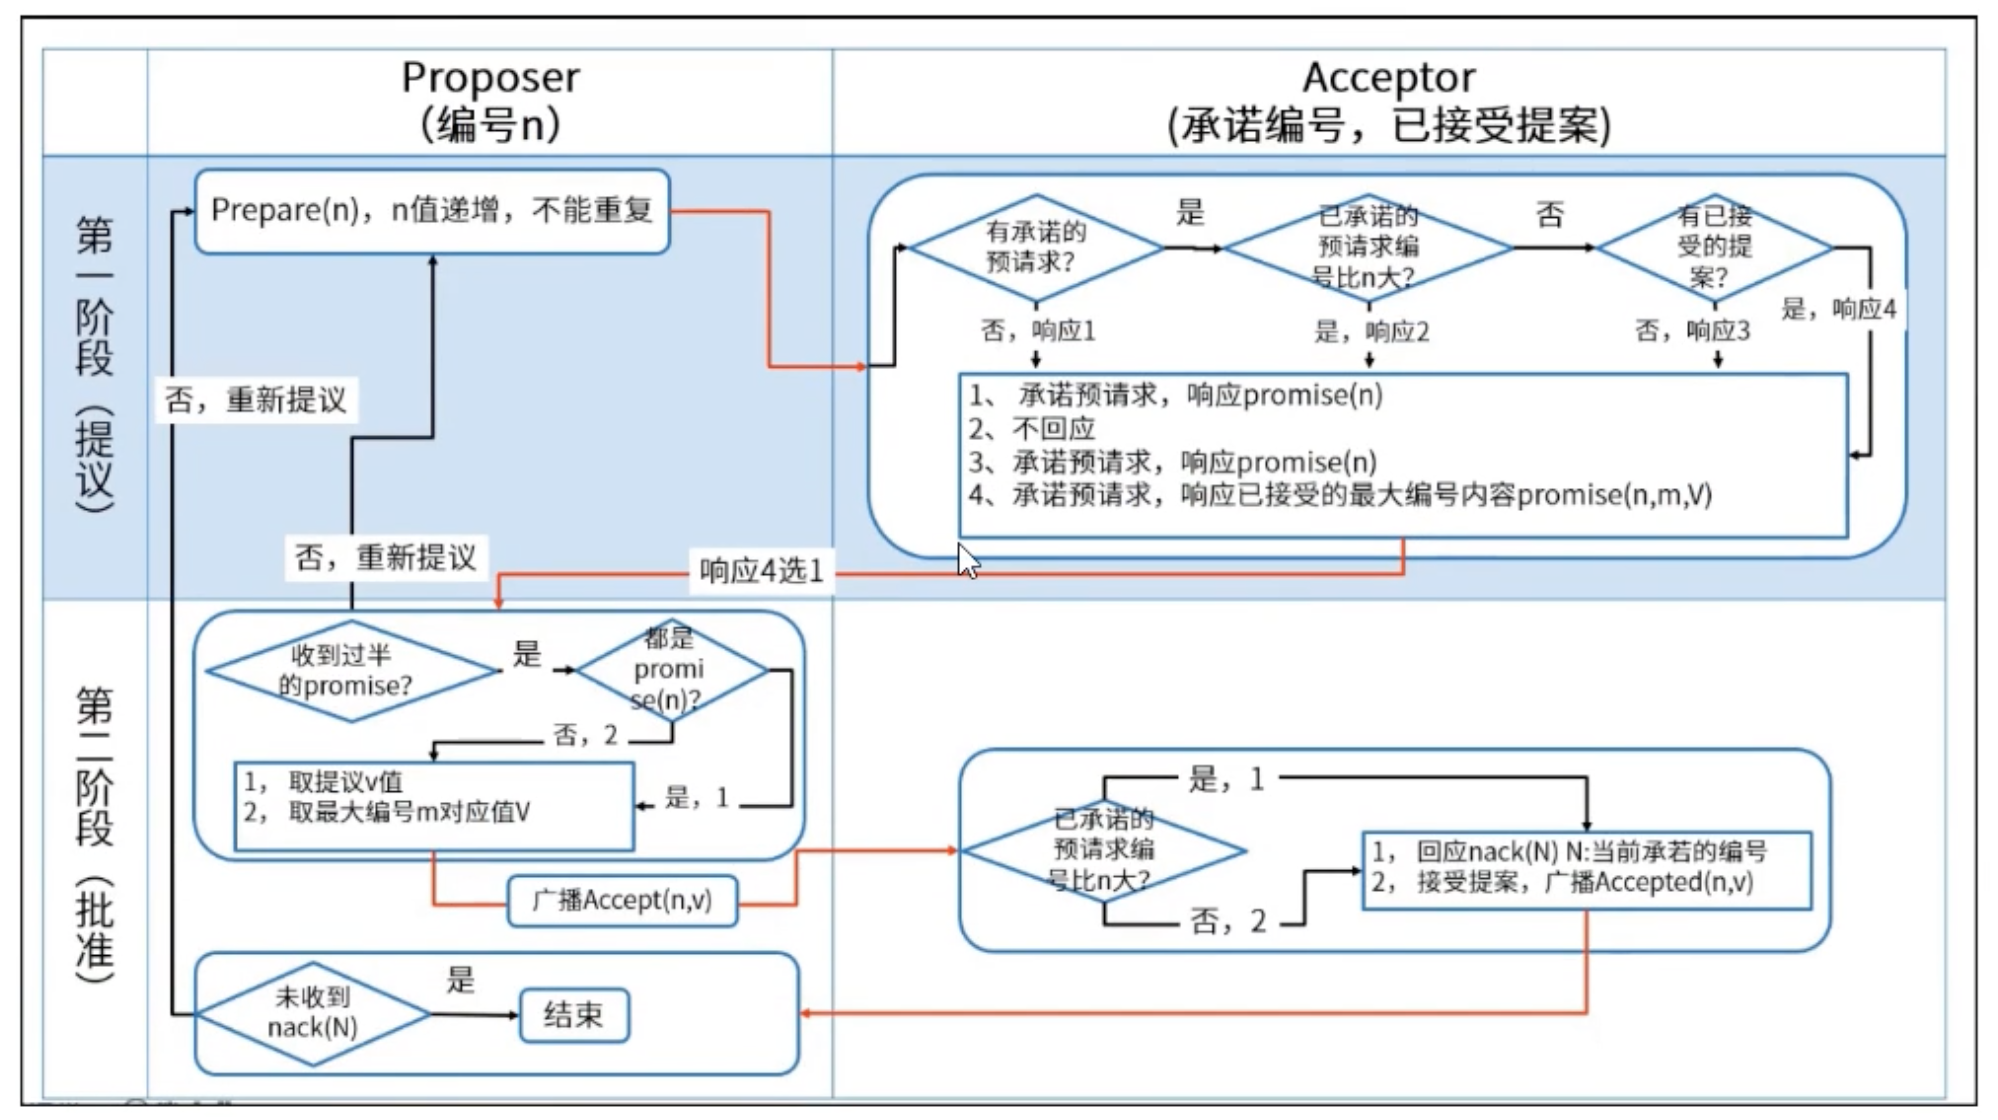 Proposer
（编号n）
Acceptor
(承诺编号，已接受提案)
第一阶段（提议）
Prepare(n)，n值递增，不能重复
有承诺的
预请求？
是
已承诺的
预请求编
号比n大？
否
有已接
受的提
案？
否，响应1
是，响应2
否，响应3
是，响应4
1、 承诺预请求，响应promise(n)
2、不回应
3、承诺预请求，响应promise(n)
4、承诺预请求，响应已接受的最大编号内容promise(n,m,V)
否，重新提议
否，重新提议
响应4选1
第二阶段（批准）
收到过半
的promise？
是
都是
promi
se(n)？
否，2
是，1
1， 取提议v值
2， 取最大编号m对应值V
广播Accept(n,v)
已承诺的
预请求编
号比n大？
是，1
否，2
1， 回应nack(N) N:当前承若的编号
2， 接受提案，广播Accepted(n,v)
未收到
nack(N)
是
结束